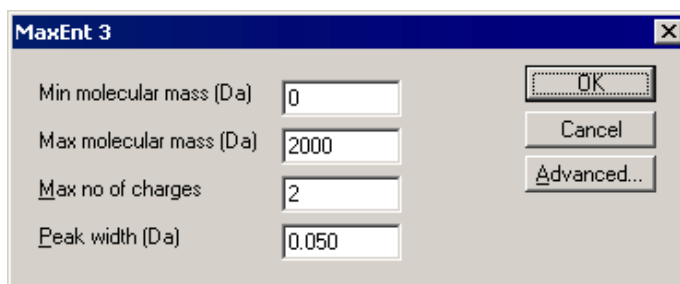 MaxEnt 3
Min molecular mass (Da) 0
OK
Max molecular mass (Da) 2000
Cancel
Max no of charges 2
Advanced...
Peak width (Da) 0.050